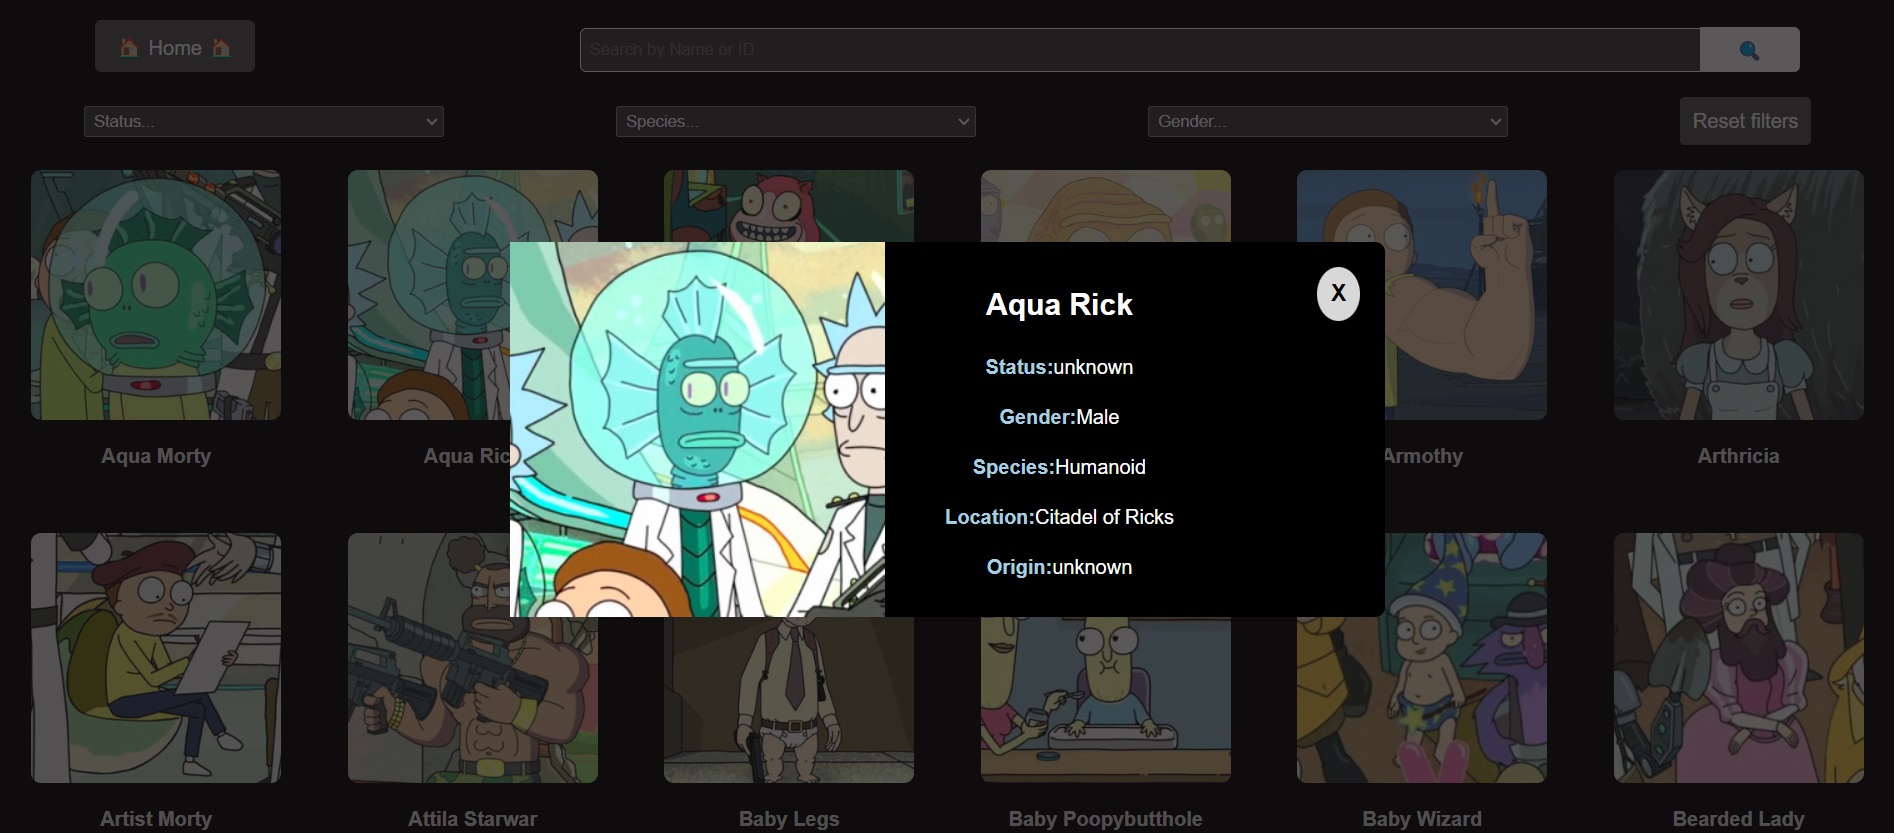 🏠 Home 🏠
Search by Name or ID
🔍
Status...
Species...
Gender...
Reset filters
Aqua Rick
X
Status:unknown
Gender:Male
Species:Humanoid
Location:Citadel of Ricks
Origin:unknown
Aqua Morty
Aqua Ric
Armothy
Arthricia
Artist Morty
Attila Starwar
Baby Legs
Baby Poopybutthole
Baby Wizard
Bearded Lady